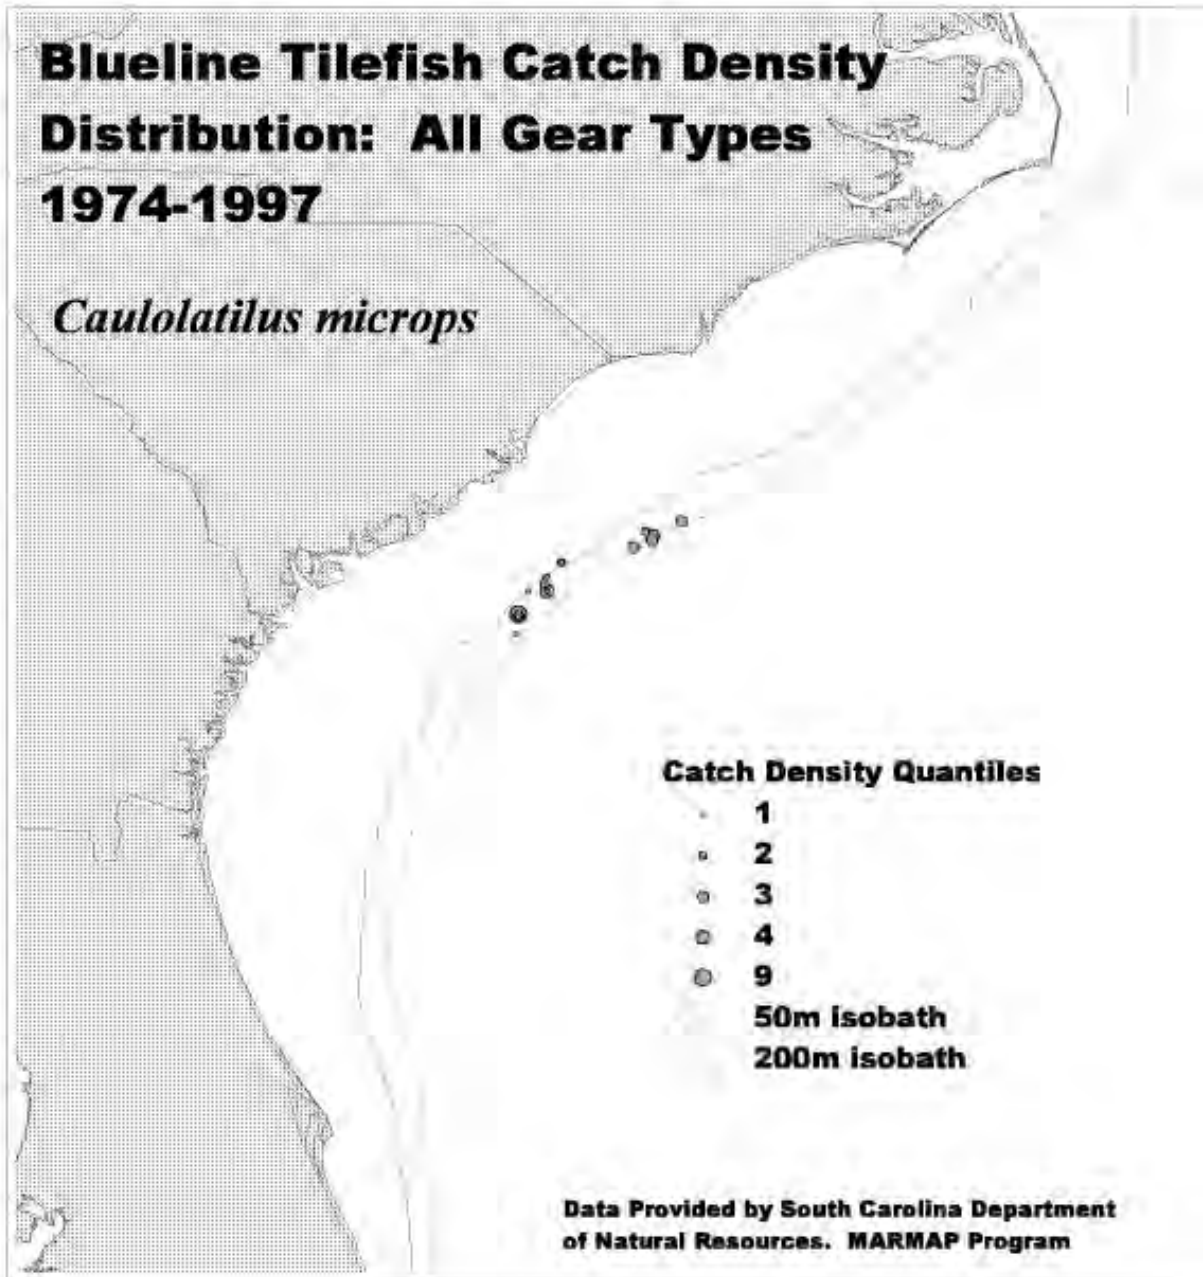 Blueline Tilefish Catch Density
Distribution: All Gear Types
1974-1997
Caulolatilus microps
Catch Density Quantiles
1
2
3
4
9
50m isobath
200m isobath
Data Provided by South Carolina Department
of Natural Resources. MARMAP Program